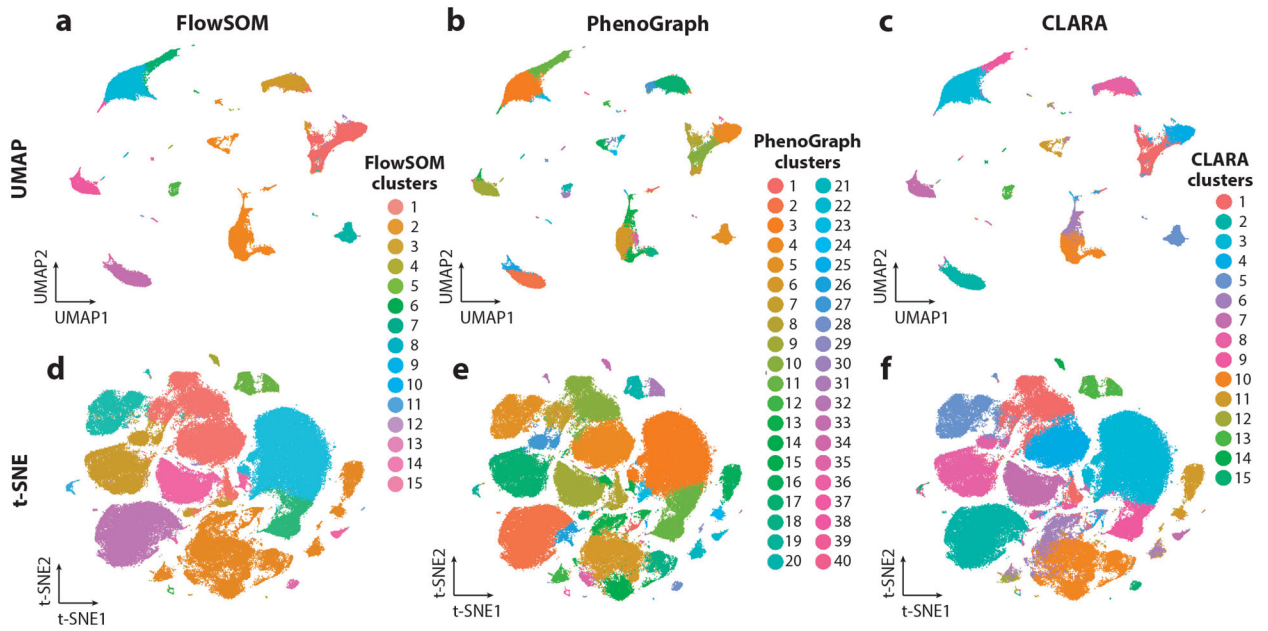 a
FlowSOM
b
PhenoGraph
c
CLARA
UMAP
UMAP2
UMAP1
FlowSOM
clusters
1
2
3
4
5
6
7
8
9
10
11
12
13
14
15
UMAP2
UMAP1
PhenoGraph
clusters
1
2
3
4
5
6
7
8
9
10
11
12
13
14
15
16
17
18
19
20
21
22
23
24
25
26
27
28
29
30
31
32
33
34
35
36
37
38
39
40
UMAP2
UMAP1
CLARA
clusters
1
2
3
4
5
6
7
8
9
10
11
12
13
14
15
t-SNE
d
t-SNE2
t-SNE1
e
t-SNE2
t-SNE1
f
t-SNE2
t-SNE1